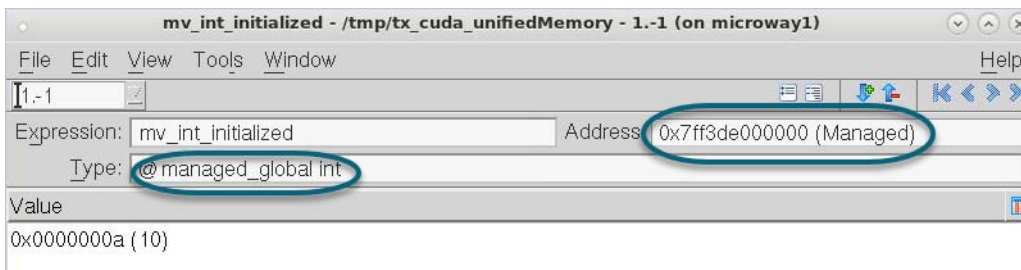 mv_int_initialized - /tmp/tx_cuda_unifiedMemory - 1.-1 (on microway1)
File Edit View Tools Window Help
1.-1
Expression: mv_int_initialized Address: 0x7ff3de000000 (Managed)
Type: @managed_global int
Value
0x0000000a (10)